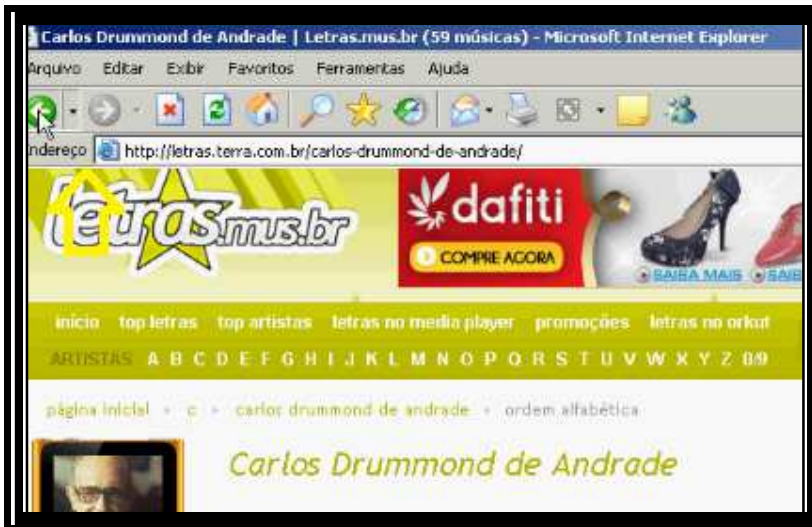 Carlos Drummond de Andrade | Letras.mus.br (59 músicas) - Microsoft Internet Explorer
Arquivo Editar Exibir Favoritos Ferramentas Ajuda
ndereço http://letras.terra.com.br/carlos-drummond-de-andrade/
letras.mus.br
dafiti
COMPRE AGORA
SAIBA MAIS SAIB
início top letras top artistas letras no media player promoções letras no orkut
ARTISTAS A B C D E F G H I J K L M N O P Q R S T U V W X Y Z 0/9
página inicial c carlos drummond de andrade ordem alfabética
Carlos Drummond de Andrade